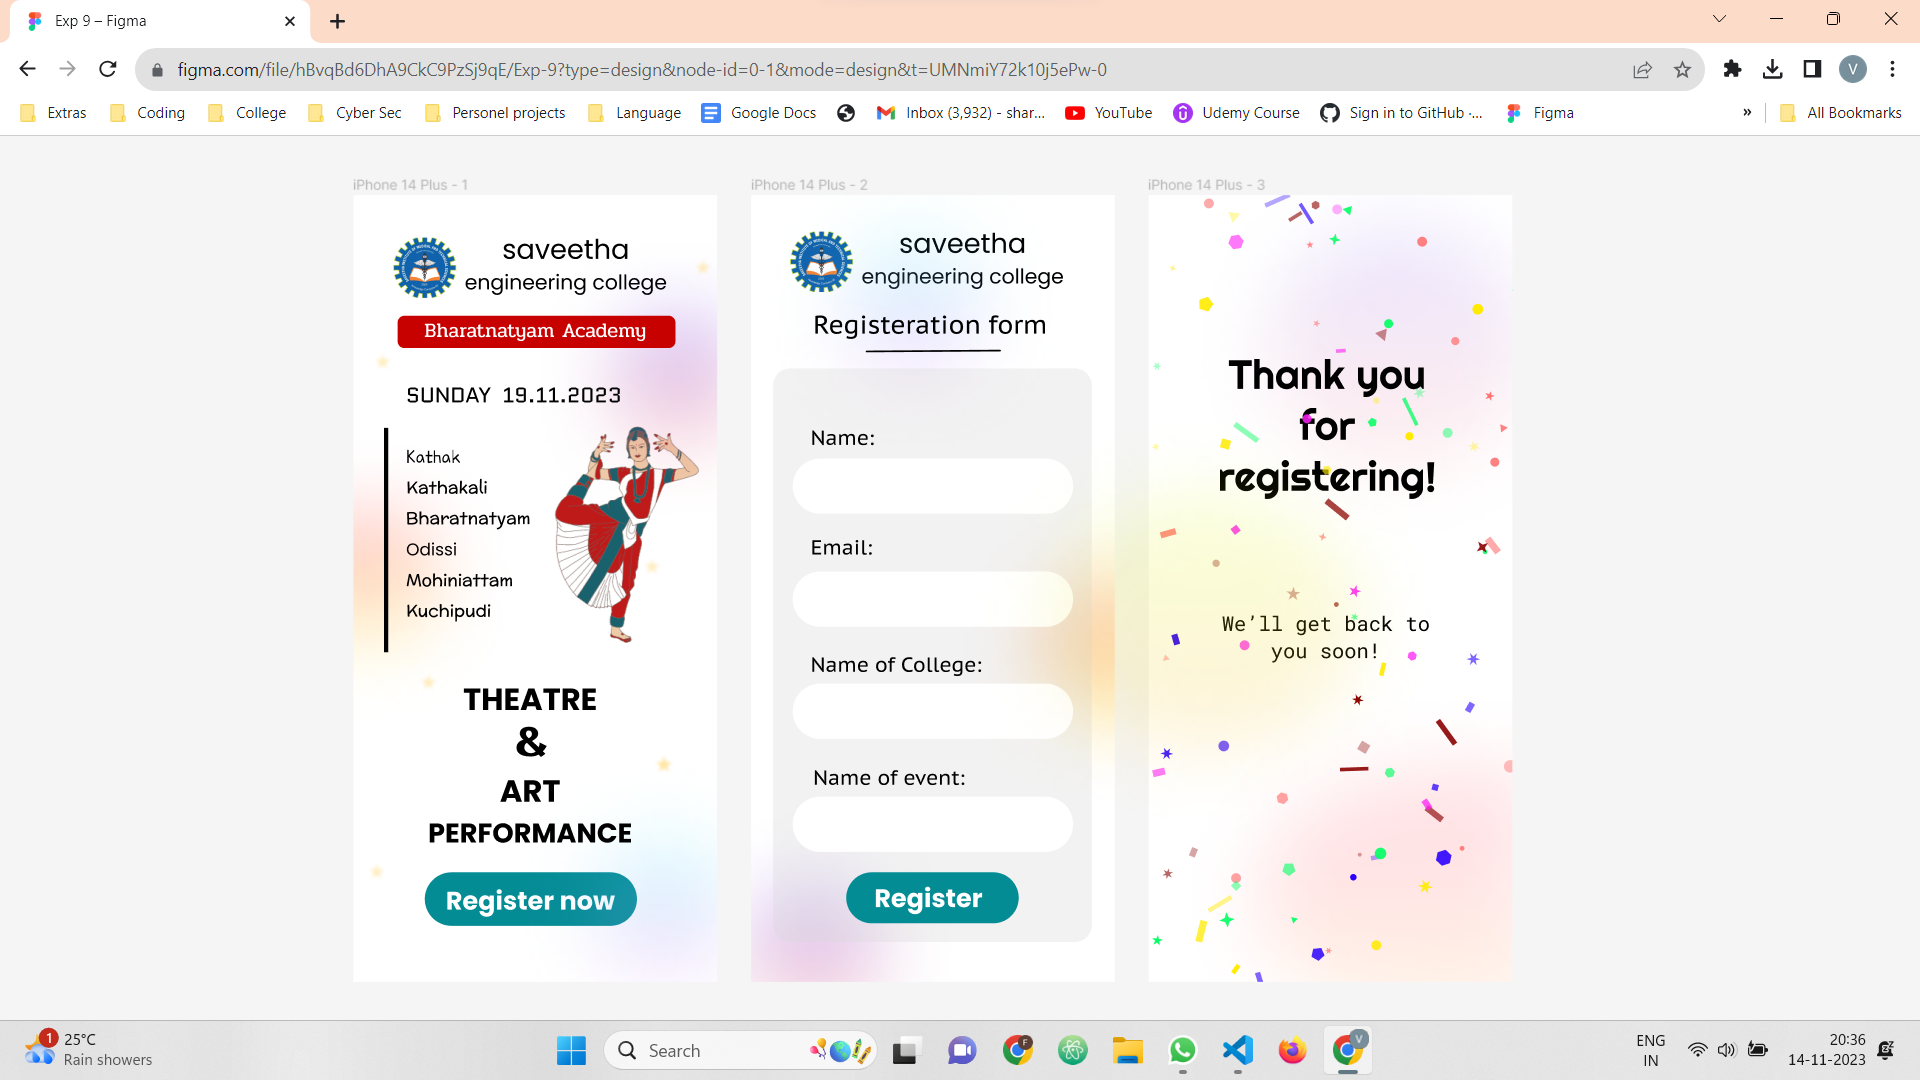 Exp 9 – Figma
figma.com/file/hBvqBd6DhA9CkC9PzSj9qE/Exp-9?type=design&node-id=0-1&mode=design&t=UMNmiY72k10j5ePw-0
V
Extras
Coding
College
Cyber Sec
Personel projects
Language
Google Docs
Inbox (3,932) - shar...
YouTube
Udemy Course
Sign in to GitHub ·...
Figma
»
All Bookmarks
iPhone 14 Plus - 1
saveetha
engineering college
Bharatnatyam Academy
SUNDAY 19.11.2023
Kathak
Kathakali
Bharatnatyam
Odissi
Mohiniattam
Kuchipudi
THEATRE
&
ART
PERFORMANCE
Register now
iPhone 14 Plus - 2
saveetha
engineering college
Registeration form
Name:
Email:
Name of College:
Name of event:
Register
iPhone 14 Plus - 3
Thank you
for
registering!
We’ll get back to
you soon!
1
25°C
Rain showers
Search
F
V
ENG
IN
20:36
14-11-2023